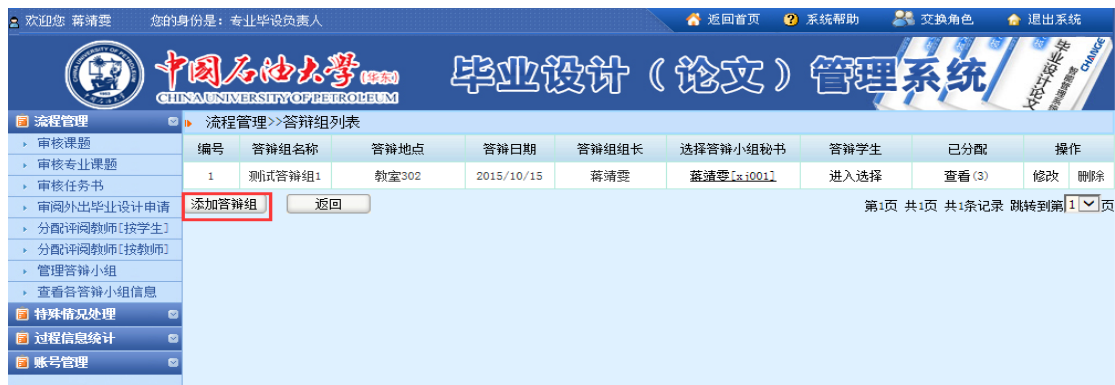 欢迎您 蒋靖雯 您的身份是：专业毕设负责人 返回首页 系统帮助 交换角色 退出系统
中国石油大学(华东) 毕业设计（论文）管理系统
CHINA UNIVERSITY OF PETROLEUM
流程管理
审核课题
审核专业课题
审核任务书
审阅外出毕业设计申请
分配评阅教师[按学生]
分配评阅教师[按教师]
管理答辩小组
查看各答辩小组信息
特殊情况处理
过程信息统计
账号管理
流程管理>>答辩组列表
编号 答辩组名称 答辩地点 答辩日期 答辩组组长 选择答辩小组秘书 答辩学生 已分配 操作
1 测试答辩组1 教室302 2015/10/15 蒋靖雯 蒋靖雯[xj001] 进入选择 查看(3) 修改 删除
添加答辩组 返回 第1页 共1页 共1条记录 跳转到第 1 页